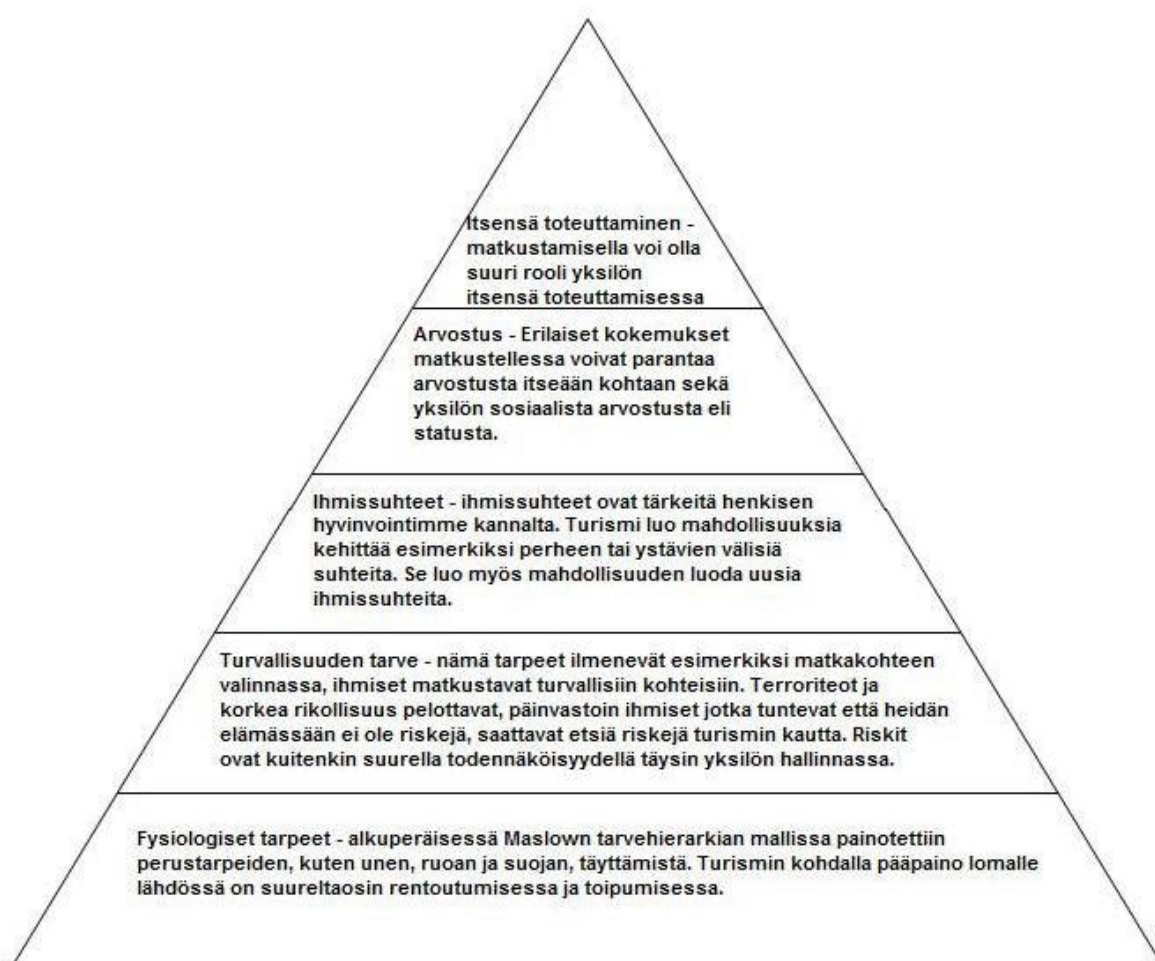 Itsensä toteuttaminen -
matkustamisella voi olla
suuri rooli yksilön
itsensä toteuttamisessa
Arvostus - Erilaiset kokemukset
matkustellessa voivat parantaa
arvostusta itseään kohtaan sekä
yksilön sosiaalista arvostusta eli
statusta.
Ihmissuhteet - ihmissuhteet ovat tärkeitä henkisen
hyvinvointimme kannalta. Turismi luo mahdollisuuksia
kehittää esimerkiksi perheen tai ystävien välisiä
suhteita. Se luo myös mahdollisuuden luoda uusia
ihmissuhteita.
Turvallisuuden tarve - nämä tarpeet ilmenevät esimerkiksi matkakohteen
valinnassa, ihmiset matkustavat turvallisiin kohteisiin. Terroriteot ja
korkea rikollisuus pelottavat, päinvastoin ihmiset jotka tuntevat että heidän
elämässään ei ole riskejä, saattavat etsiä riskejä turismin kautta. Riskit
ovat kuitenkin suurella todennäköisyydellä täysin yksilön hallinnassa.
Fysiologiset tarpeet - alkuperäisessä Maslown tarvehierarkian mallissa painotettiin
perustarpeiden, kuten unen, ruoan ja suojan, täyttämistä. Turismin kohdalla pääpaino lomalle
lähdössä on suureltaosin rentoutumisessa ja toipumisessa.